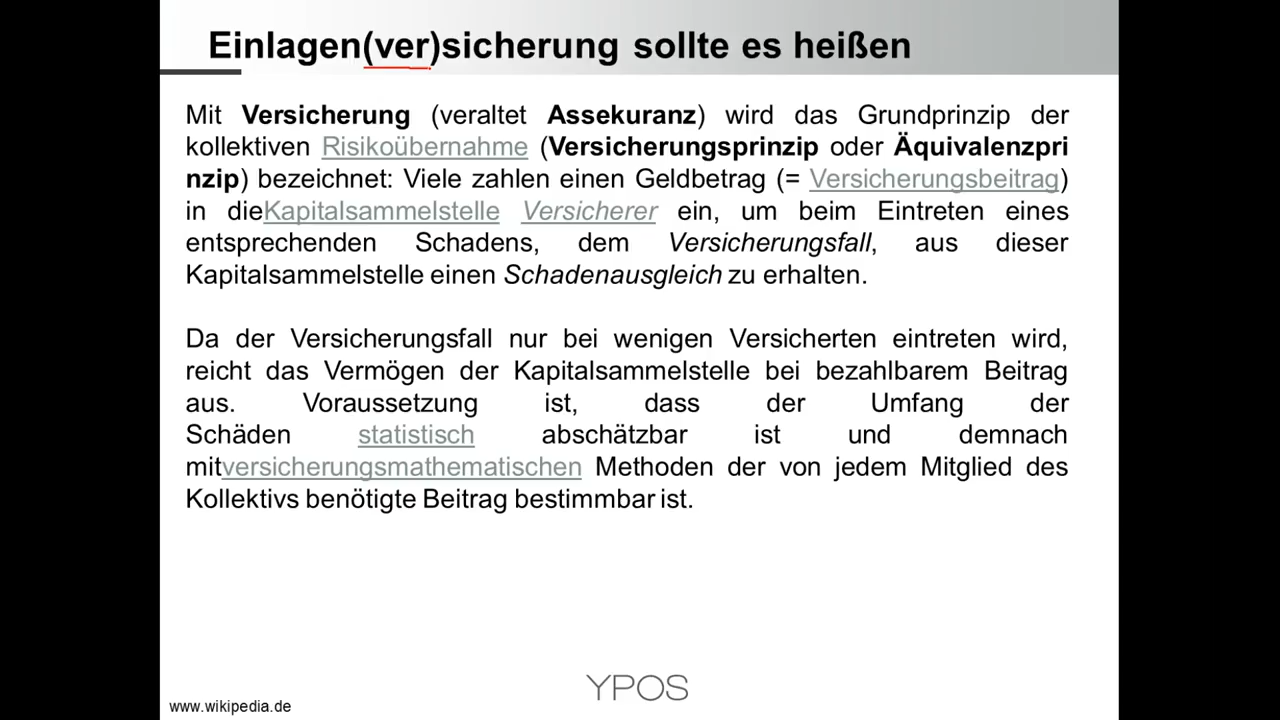 Einlagen(ver)sicherung sollte es heißen
Mit Versicherung (veraltet Assekuranz) wird das Grundprinzip der
kollektiven Risikoübernahme (Versicherungsprinzip oder Äquivalenzpri
nzip) bezeichnet: Viele zahlen einen Geldbetrag (= Versicherungsbeitrag)
in dieKapitalsammelstelle Versicherer ein, um beim Eintreten eines
entsprechenden Schadens, dem Versicherungsfall, aus dieser
Kapitalsammelstelle einen Schadenausgleich zu erhalten.
Da der Versicherungsfall nur bei wenigen Versicherten eintreten wird,
reicht das Vermögen der Kapitalsammelstelle bei bezahlbarem Beitrag
aus. Voraussetzung ist, dass der Umfang der
Schäden statistisch abschätzbar ist und demnach
mitversicherungsmathematischen Methoden der von jedem Mitglied des
Kollektivs benötigte Beitrag bestimmbar ist.
YPOS
www.wikipedia.de